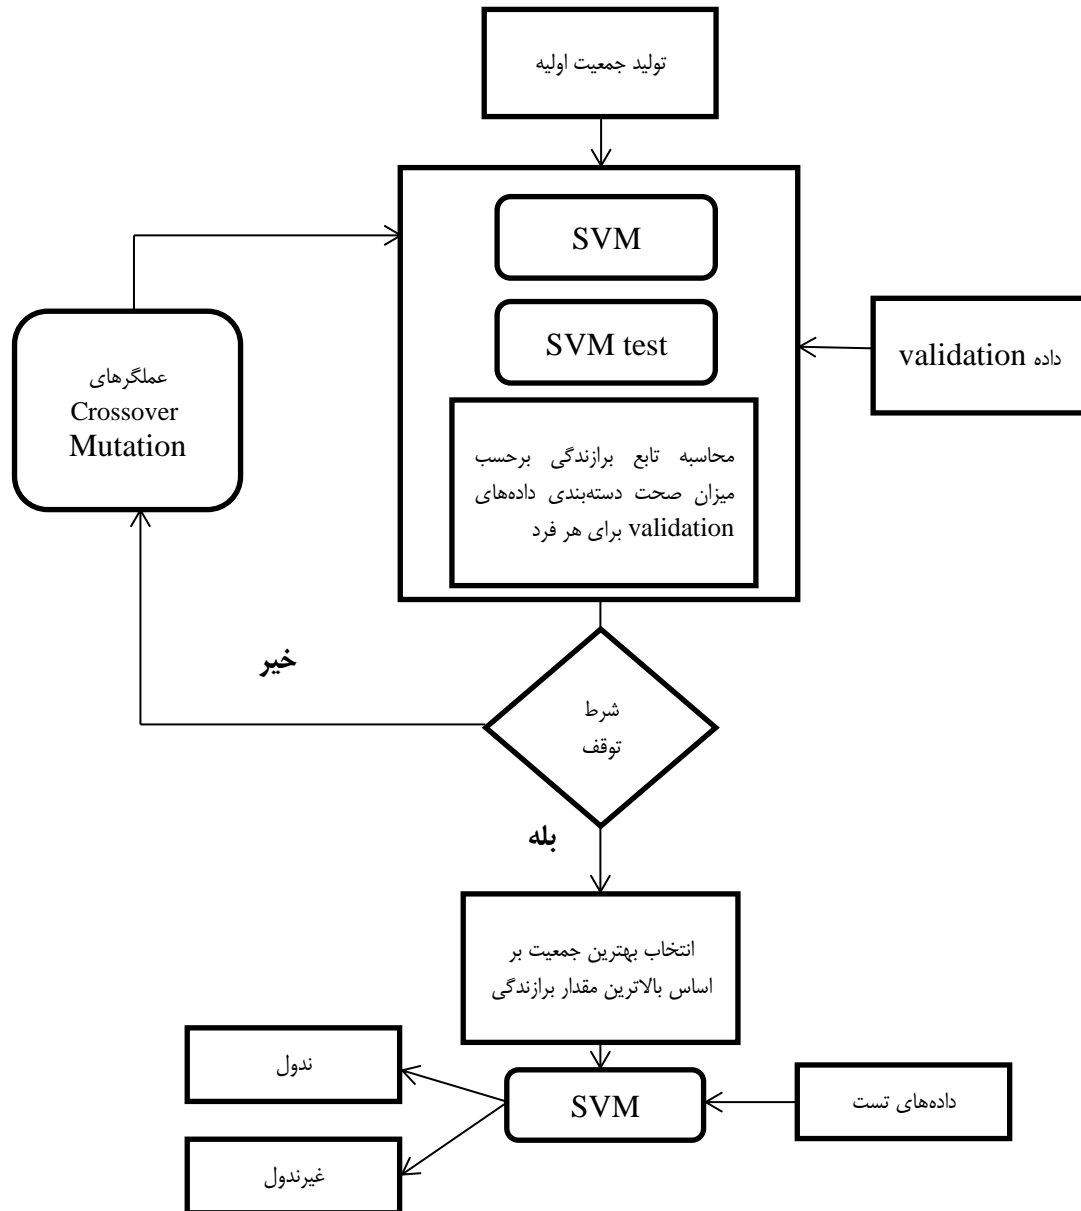 تولید جمعیت اولیه
SVM
SVM test
داده validation
عملگرهای
Crossover
Mutation
محاسبه تابع برازندگی برحسب
میزان صحت دسته‌بندی داده‌های
validation برای هر فرد
خیر
شرط
توقف
بله
انتخاب بهترین جمعیت بر
اساس بالاترین مقدار برازندگی
ندول
SVM
داده‌های تست
غیرندول